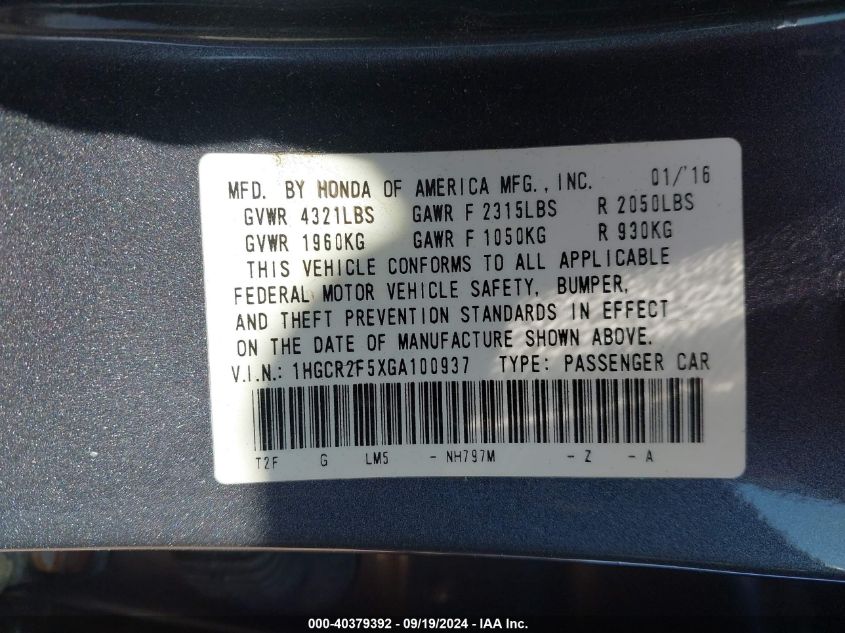 MFD. BY HONDA OF AMERICA MFG., INC. 01/'16
GVWR 4321LBS GAWR F 2315LBS R 2050LBS
GVWR 1960KG GAWR F 1050KG R 930KG
THIS VEHICLE CONFORMS TO ALL APPLICABLE
FEDERAL MOTOR VEHICLE SAFETY, BUMPER,
AND THEFT PREVENTION STANDARDS IN EFFECT
ON THE DATE OF MANUFACTURE SHOWN ABOVE.
V.I.N.: 1HGCR2F5XGA100937 TYPE: PASSENGER CAR
T2F G LM5 - NH797M - Z - A
000-40379392 - 09/19/2024 - IAA Inc.